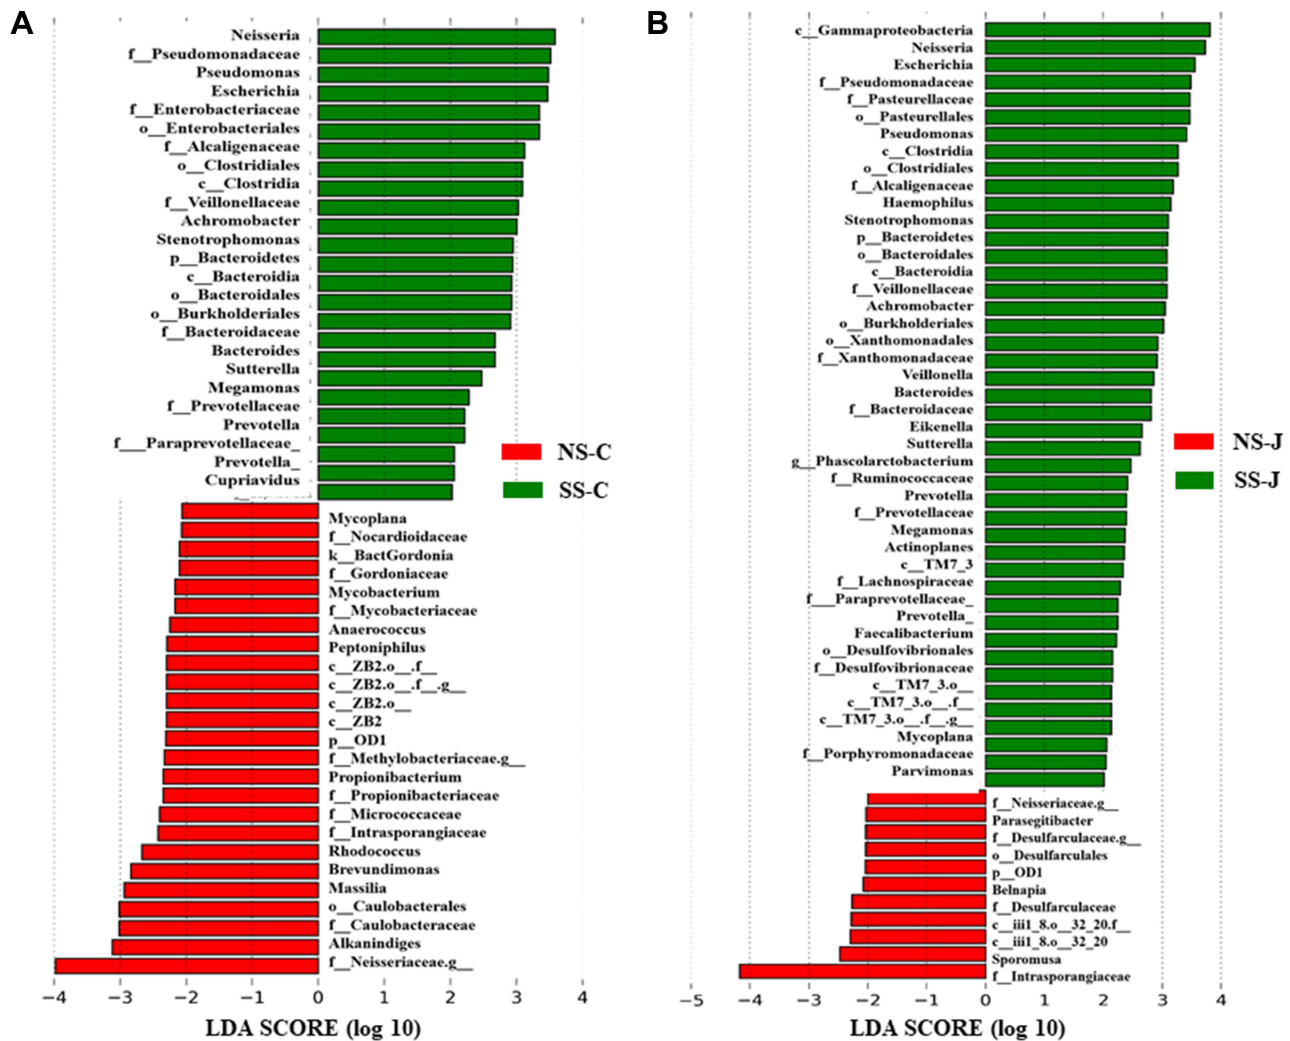 A
Neisseria
f__Pseudomonadaceae
Pseudomonas
Escherichia
f__Enterobacteriaceae
o__Enterobacteriales
f__Alcaligenaceae
o__Clostridiales
c__Clostridia
f__Veillonellaceae
Achromobacter
Stenotrophomonas
p__Bacteroidetes
c__Bacteroidia
o__Bacteroidales
o__Burkholderiales
f__Bacteroidaceae
Bacteroides
Sutterella
Megamonas
f__Prevotellaceae
Prevotella
f___Paraprevotellaceae_
Prevotella_
Cupriavidus
NS-C
SS-C
Mycoplana
f__Nocardioidaceae
k__BactGordonia
f__Gordoniaceae
Mycobacterium
f__Mycobacteriaceae
Anaerococcus
Peptoniphilus
c__ZB2.o__.f__
c__ZB2.o__.f__.g__
c__ZB2.o__
c__ZB2
p__OD1
f__Methylobacteriaceae.g__
Propionibacterium
f__Propionibacteriaceae
f__Micrococcaceae
f__Intrasporangiaceae
Rhodococcus
Brevundimonas
Massilia
o__Caulobacterales
f__Caulobacteraceae
Alkanindiges
f__Neisseriaceae.g__
−4 −3 −2 −1 0 1 2 3 4
LDA SCORE (log 10)
B
c__Gammaproteobacteria
Neisseria
Escherichia
f__Pseudomonadaceae
f__Pasteurellaceae
o__Pasteurellales
Pseudomonas
c__Clostridia
o__Clostridiales
f__Alcaligenaceae
Haemophilus
Stenotrophomonas
p__Bacteroidetes
o__Bacteroidales
c__Bacteroidia
f__Veillonellaceae
Achromobacter
o__Burkholderiales
o__Xanthomonadales
f__Xanthomonadaceae
Veillonella
Bacteroides
f__Bacteroidaceae
Eikenella
Sutterella
g__Phascolarctobacterium
f__Ruminococcaceae
Prevotella
f__Prevotellaceae
Megamonas
Actinoplanes
c__TM7_3
f__Lachnospiraceae
f___Paraprevotellaceae_
Prevotella_
Faecalibacterium
o__Desulfovibrionales
f__Desulfovibrionaceae
c__TM7_3.o__
c__TM7_3.o__.f__
c__TM7_3.o__.f__.g__
Mycoplana
f__Porphyromonadaceae
Parvimonas
NS-J
SS-J
f__Neisseriaceae.g__
Parasegitibacter
f__Desulfarculaceae.g__
o__Desulfarculales
p__OD1
Belnapia
f__Desulfarculaceae
c__iii1_8.o__32_20.f__
c__iii1_8.o__32_20
Sporomusa
f__Intrasporangiaceae
−5 −4 −3 −2 −1 0 1 2 3 4
LDA SCORE (log 10)